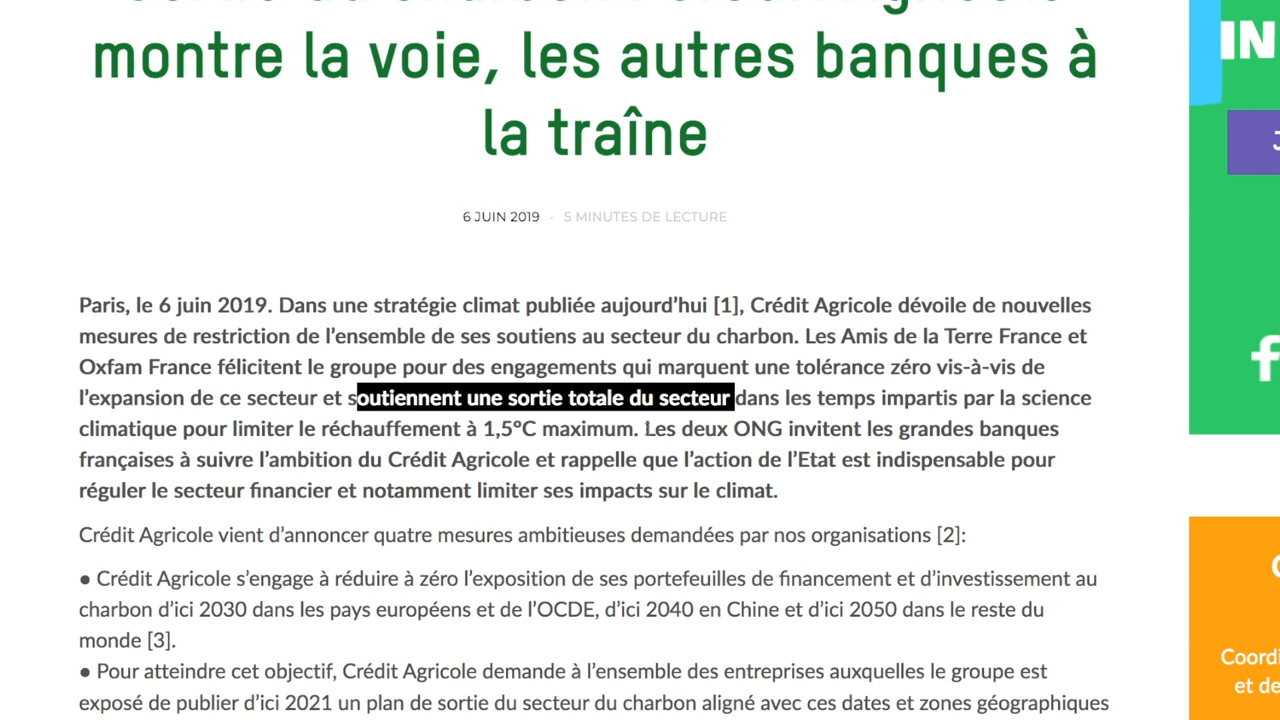 montre la voie, les autres banques à
la traîne
6 JUIN 2019 · 5 MINUTES DE LECTURE
Paris, le 6 juin 2019. Dans une stratégie climat publiée aujourd’hui [1], Crédit Agricole dévoile de nouvelles
mesures de restriction de l’ensemble de ses soutiens au secteur du charbon. Les Amis de la Terre France et
Oxfam France félicitent le groupe pour des engagements qui marquent une tolérance zéro vis-à-vis de
l’expansion de ce secteur et soutiennent une sortie totale du secteur dans les temps impartis par la science
climatique pour limiter le réchauffement à 1,5°C maximum. Les deux ONG invitent les grandes banques
françaises à suivre l’ambition du Crédit Agricole et rappelle que l’action de l’Etat est indispensable pour
réguler le secteur financier et notamment limiter ses impacts sur le climat.
Crédit Agricole vient d’annoncer quatre mesures ambitieuses demandées par nos organisations [2]:
● Crédit Agricole s’engage à réduire à zéro l’exposition de ses portefeuilles de financement et d’investissement au
charbon d’ici 2030 dans les pays européens et de l’OCDE, d’ici 2040 en Chine et d’ici 2050 dans le reste du
monde [3].
● Pour atteindre cet objectif, Crédit Agricole demande à l’ensemble des entreprises auxquelles le groupe est
exposé de publier d’ici 2021 un plan de sortie du secteur du charbon aligné avec ces dates et zones géographiques
IN
J
f
Coordi
et de